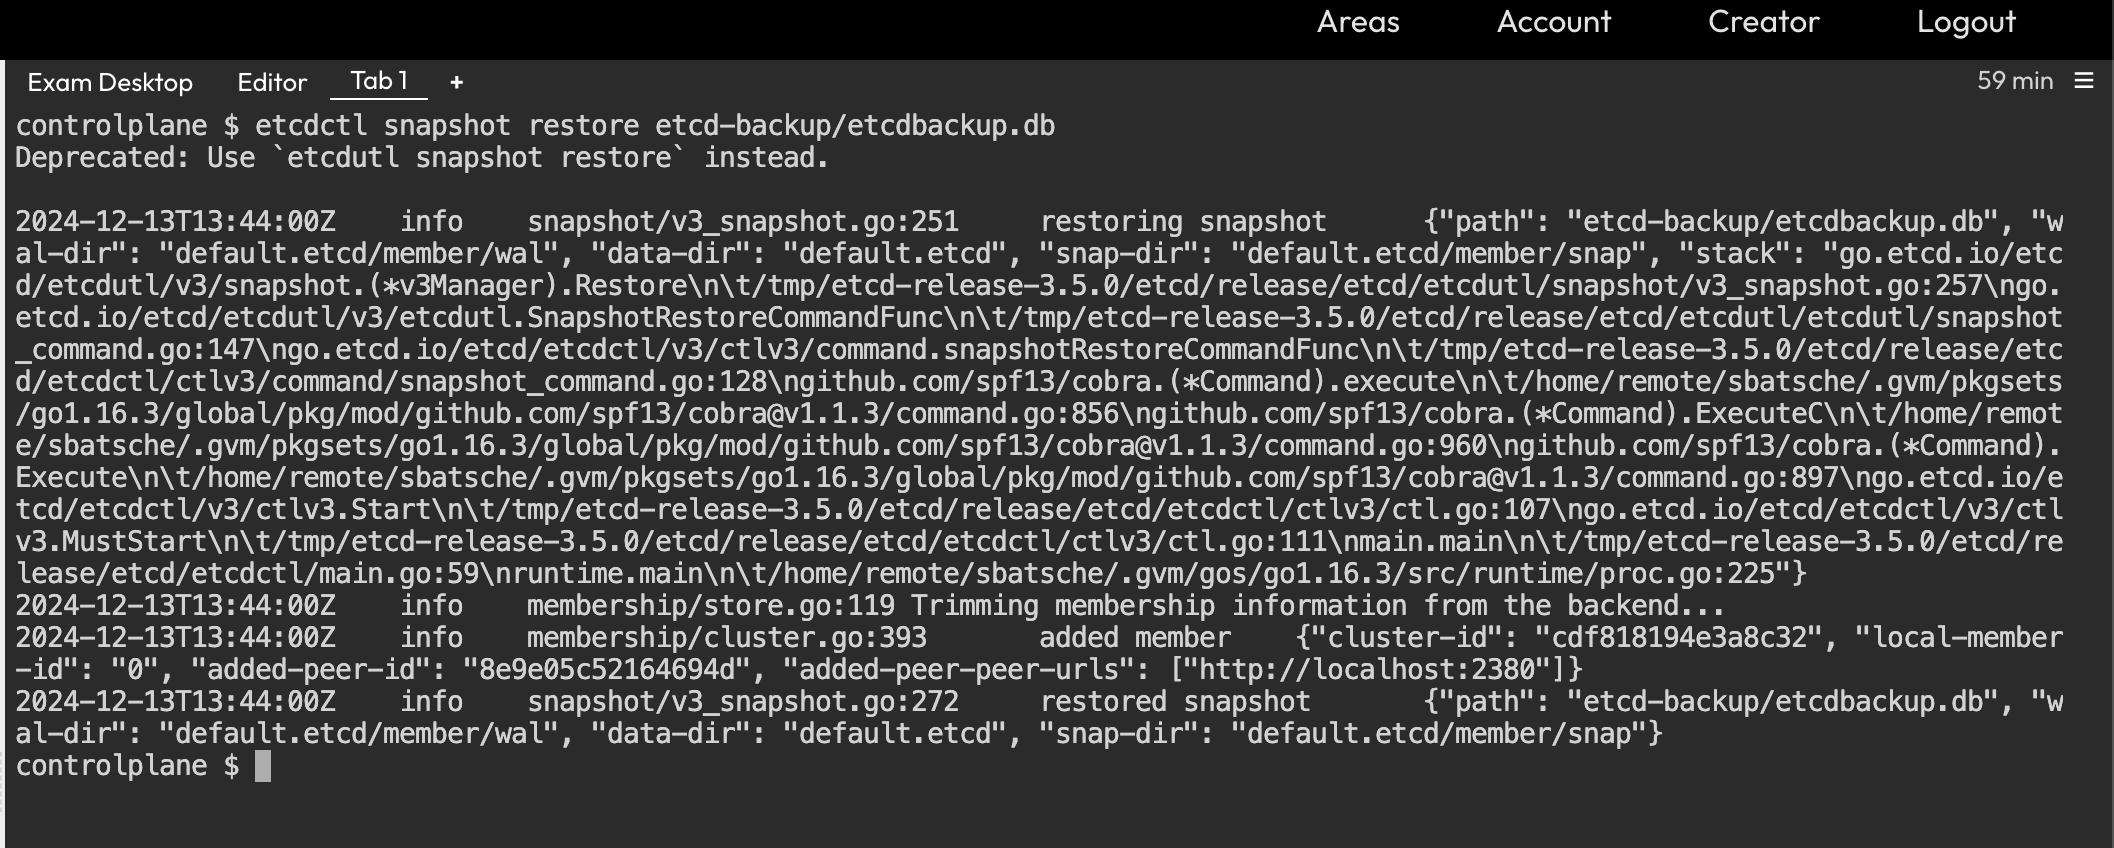 Areas Account Creator Logout
Exam Desktop Editor Tab 1 + 59 min ≡
controlplane $ etcdctl snapshot restore etcd-backup/etcdbackup.db
Deprecated: Use `etcdutl snapshot restore` instead.
2024-12-13T13:44:00Z    info    snapshot/v3_snapshot.go:251     restoring snapshot      {"path": "etcd-backup/etcdbackup.db", "w
al-dir": "default.etcd/member/wal", "data-dir": "default.etcd", "snap-dir": "default.etcd/member/snap", "stack": "go.etcd.io/etc
d/etcdutl/v3/snapshot.(*v3Manager).Restore\n\t/tmp/etcd-release-3.5.0/etcd/release/etcd/etcdutl/snapshot/v3_snapshot.go:257\ngo.
etcd.io/etcd/etcdutl/v3/etcdutl.SnapshotRestoreCommandFunc\n\t/tmp/etcd-release-3.5.0/etcd/release/etcd/etcdutl/etcdutl/snapshot
_command.go:147\ngo.etcd.io/etcd/etcdctl/v3/ctlv3/command.snapshotRestoreCommandFunc\n\t/tmp/etcd-release-3.5.0/etcd/release/etc
d/etcdctl/ctlv3/command/snapshot_command.go:128\ngithub.com/spf13/cobra.(*Command).execute\n\t/home/remote/sbatsche/.gvm/pkgsets
/go1.16.3/global/pkg/mod/github.com/spf13/cobra@v1.1.3/command.go:856\ngithub.com/spf13/cobra.(*Command).ExecuteC\n\t/home/remot
e/sbatsche/.gvm/pkgsets/go1.16.3/global/pkg/mod/github.com/spf13/cobra@v1.1.3/command.go:960\ngithub.com/spf13/cobra.(*Command).
Execute\n\t/home/remote/sbatsche/.gvm/pkgsets/go1.16.3/global/pkg/mod/github.com/spf13/cobra@v1.1.3/command.go:897\ngo.etcd.io/e
tcd/etcdctl/v3/ctlv3.Start\n\t/tmp/etcd-release-3.5.0/etcd/release/etcd/etcdctl/ctlv3/ctl.go:107\ngo.etcd.io/etcd/etcdctl/v3/ctl
v3.MustStart\n\t/tmp/etcd-release-3.5.0/etcd/release/etcd/etcdctl/ctlv3/ctl.go:111\nmain.main\n\t/tmp/etcd-release-3.5.0/etcd/re
lease/etcd/etcdctl/main.go:59\nruntime.main\n\t/home/remote/sbatsche/.gvm/gos/go1.16.3/src/runtime/proc.go:225"}
2024-12-13T13:44:00Z    info    membership/store.go:119 Trimming membership information from the backend...
2024-12-13T13:44:00Z    info    membership/cluster.go:393       added member    {"cluster-id": "cdf818194e3a8c32", "local-member
-id": "0", "added-peer-id": "8e9e05c52164694d", "added-peer-peer-urls": ["http://localhost:2380"]}
2024-12-13T13:44:00Z    info    snapshot/v3_snapshot.go:272     restored snapshot       {"path": "etcd-backup/etcdbackup.db", "w
al-dir": "default.etcd/member/wal", "data-dir": "default.etcd", "snap-dir": "default.etcd/member/snap"}
controlplane $